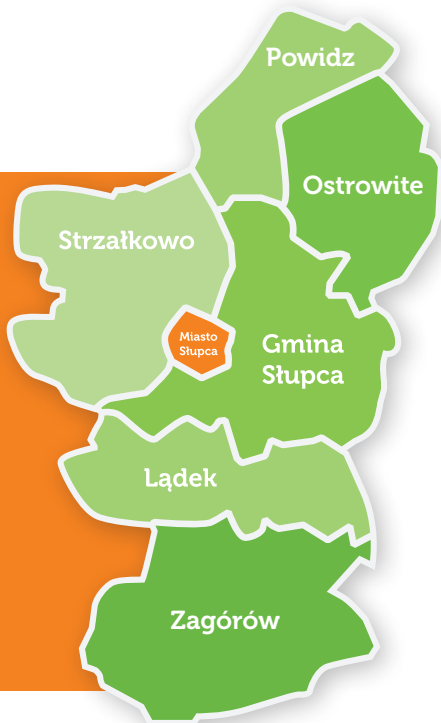 Powidz
Ostrowite
Strzałkowo
Miasto
Słupca
Gmina
Słupca
Lądek
Zagórów